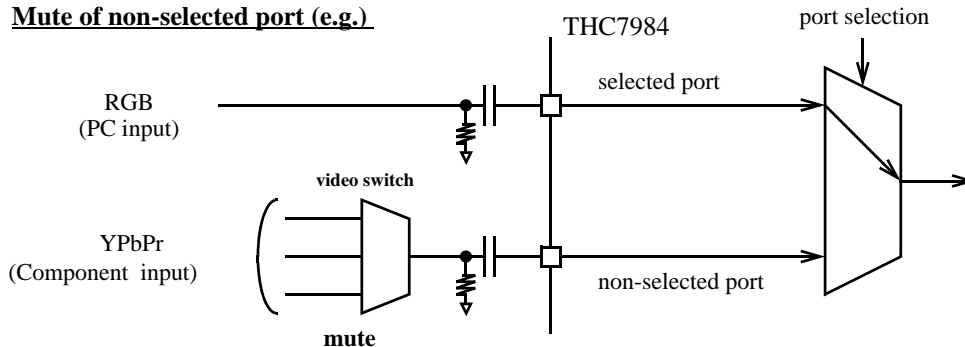 Mute of non-selected port (e.g.)
THC7984
port selection
RGB
(PC input)
selected port
video switch
YPbPr
(Component input)
non-selected port
mute